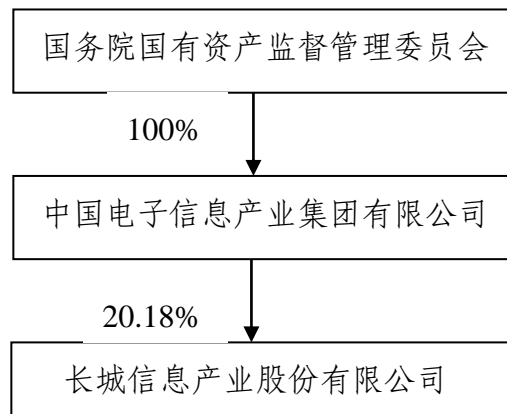 国务院国有资产监督管理委员会
100%
中国电子信息产业集团有限公司
20.18%
长城信息产业股份有限公司